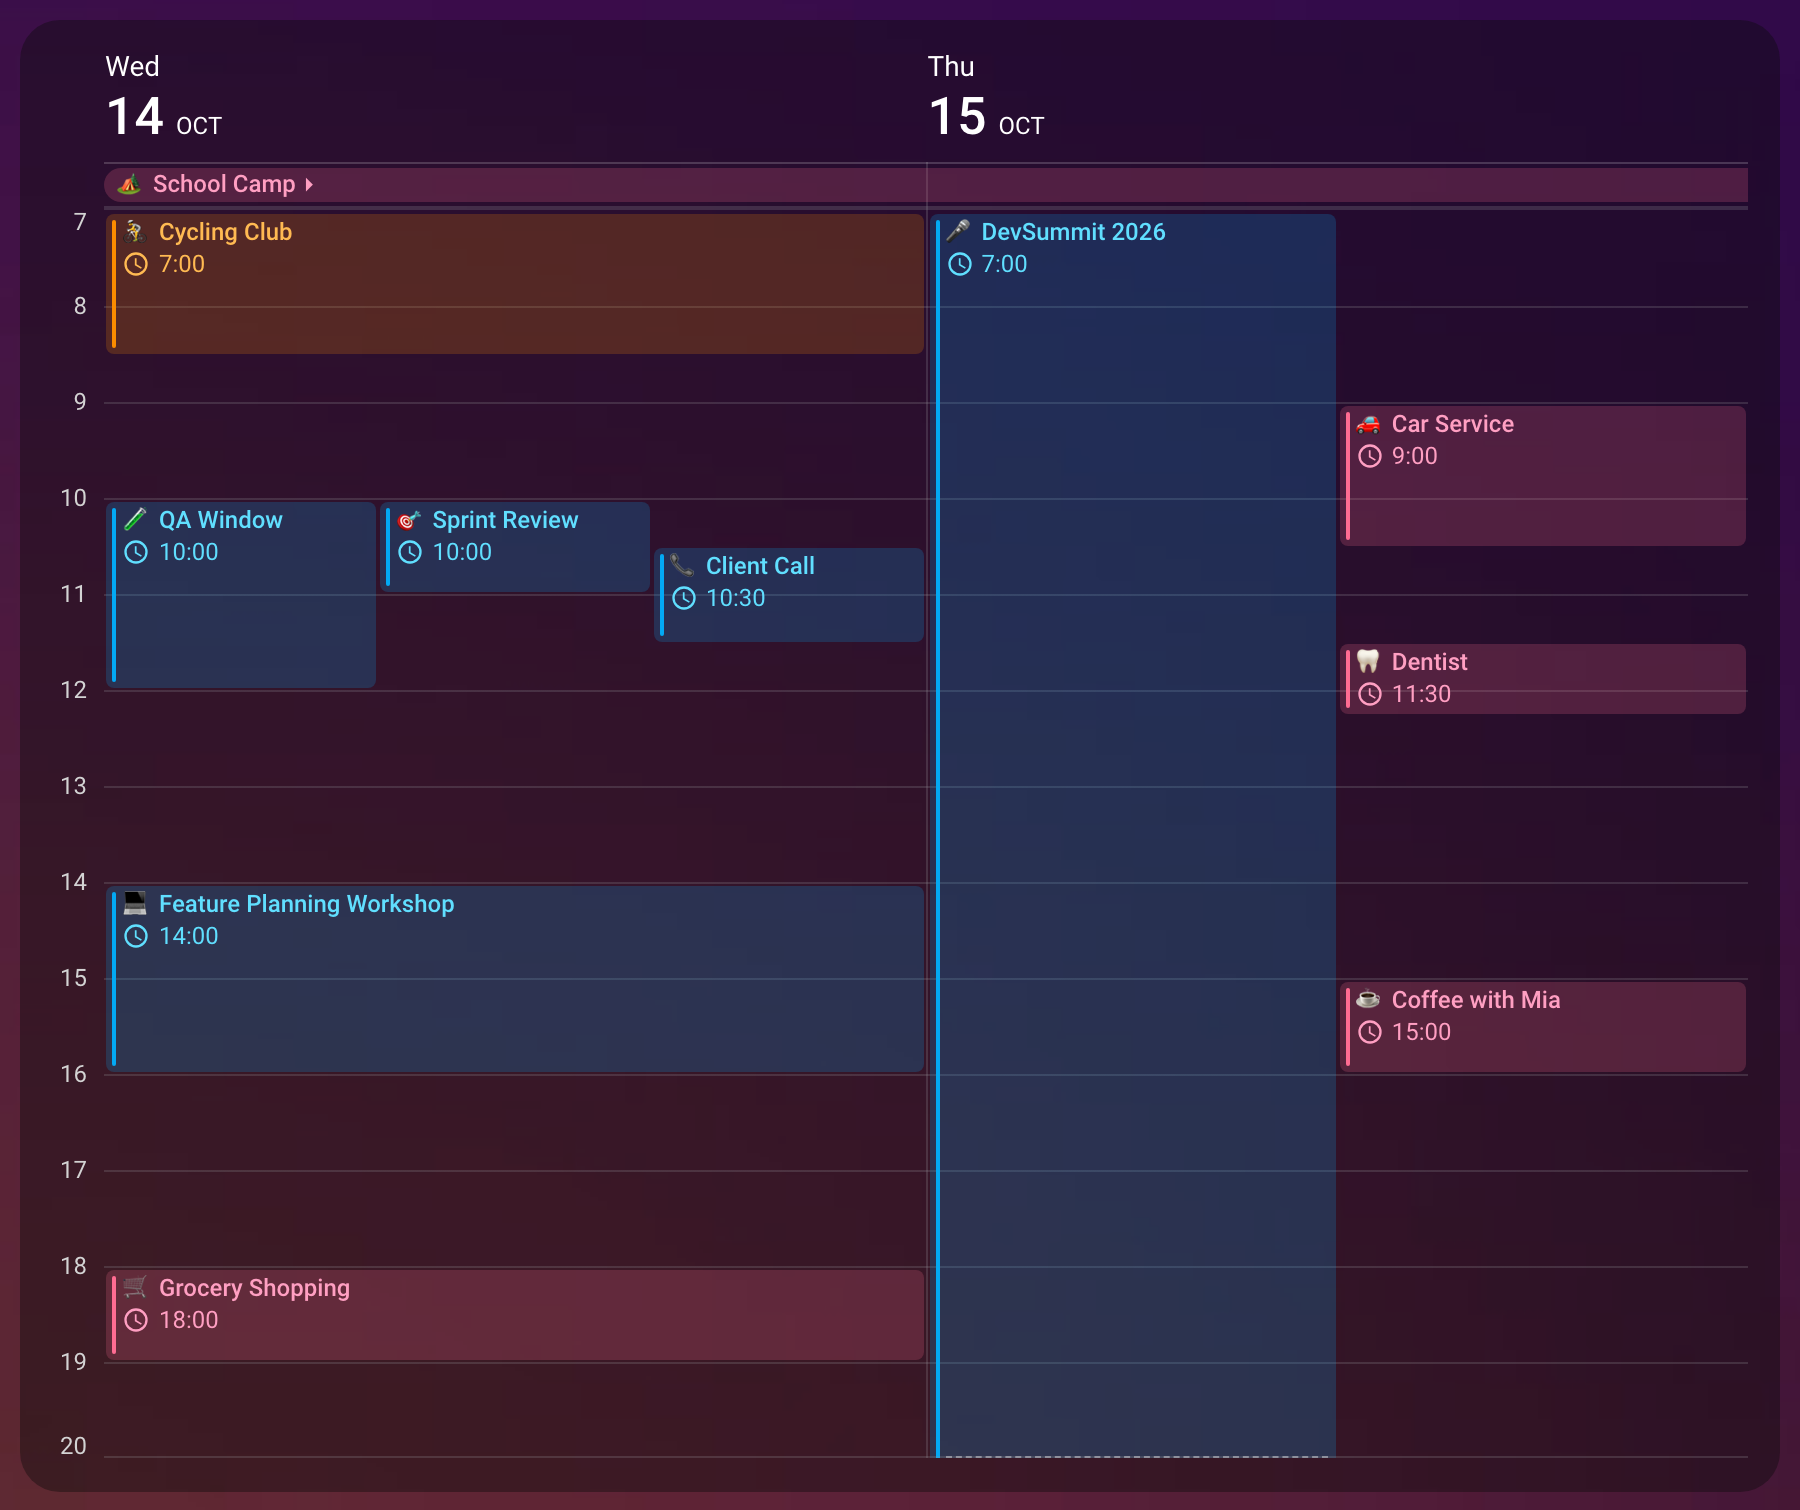 Wed
14 OCT
Thu
15 OCT
School Camp
7
Cycling Club
7:00
DevSummit 2026
7:00
8
9
Car Service
9:00
10
QA Window
10:00
Sprint Review
10:00
Client Call
10:30
11
Dentist
11:30
12
13
14
Feature Planning Workshop
14:00
15
Coffee with Mia
15:00
16
17
18
Grocery Shopping
18:00
19
20